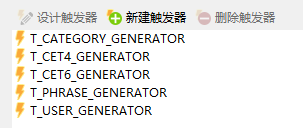 设计触发器 新建触发器 删除触发器
T_CATEGORY_GENERATOR
T_CET4_GENERATOR
T_CET6_GENERATOR
T_PHRASE_GENERATOR
T_USER_GENERATOR